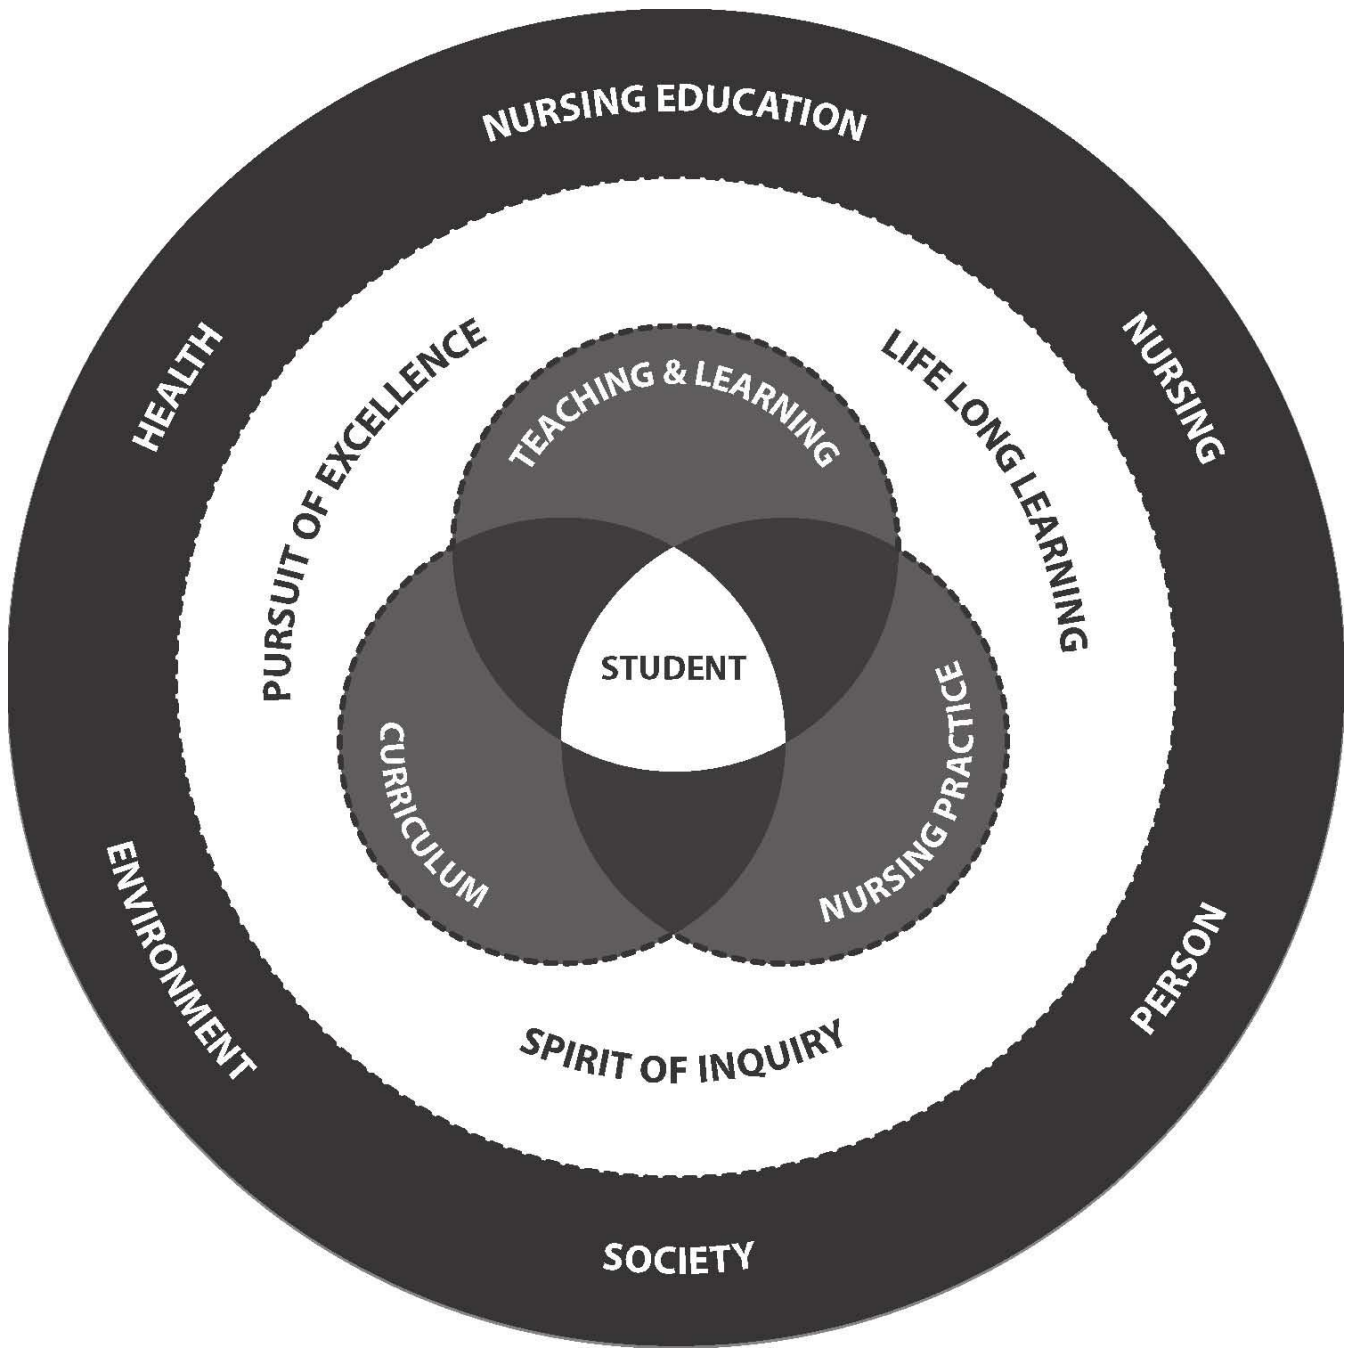 NURSING EDUCATION
HEALTH
NURSING
PURSUIT OF EXCELLENCE
LIFE LONG LEARNING
TEACHING & LEARNING
STUDENT
CURRICULUM
NURSING PRACTICE
ENVIRONMENT
PERSON
SPIRIT OF INQUIRY
SOCIETY